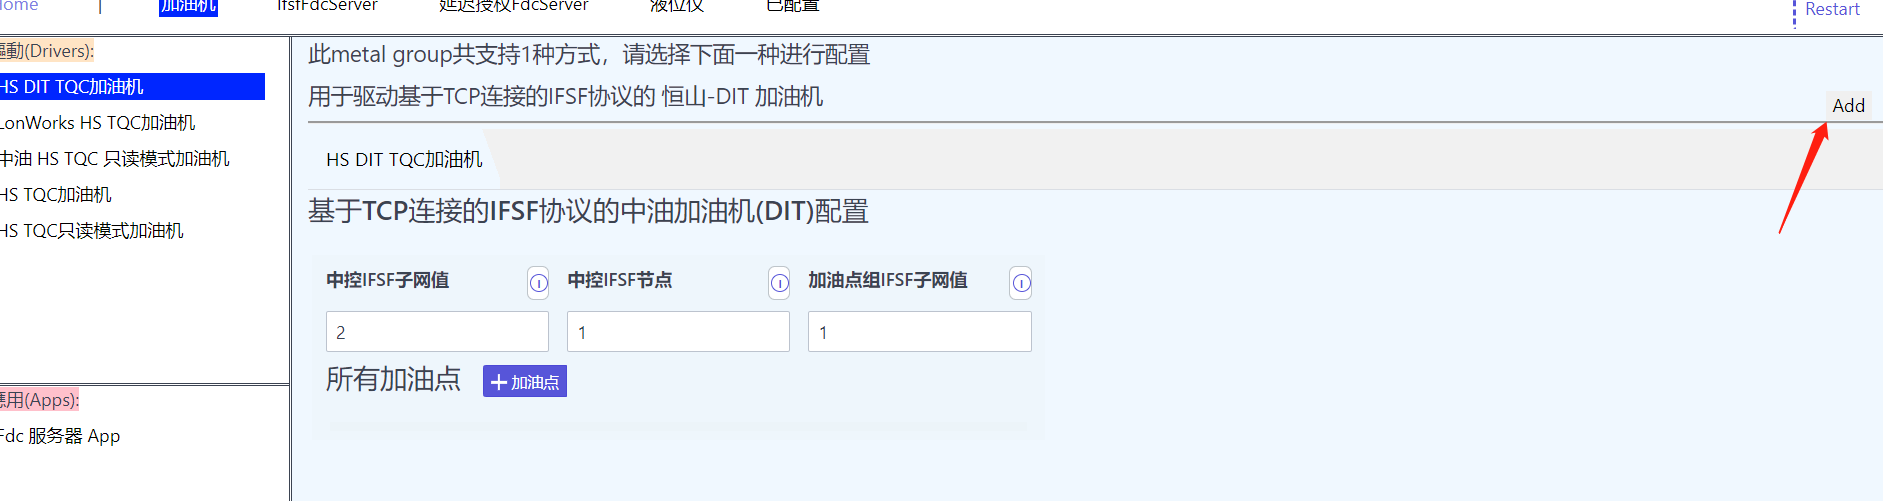 ome | 加油机 IfsfFdcServer 延迟授权FdcServer 液位仪 已配置 Restart
驅動(Drivers):
HS DIT TQC加油机
LonWorks HS TQC加油机
中油 HS TQC 只读模式加油机
HS TQC加油机
HS TQC只读模式加油机
應用(Apps):
Fdc 服务器 App
此metal group共支持1种方式，请选择下面一种进行配置
用于驱动基于TCP连接的IFSF协议的 恒山-DIT 加油机
Add
HS DIT TQC加油机
基于TCP连接的IFSF协议的中油加油机(DIT)配置
中控IFSF子网值 中控IFSF节点 加油点组IFSF子网值
2 1 1
所有加油点 +加油点